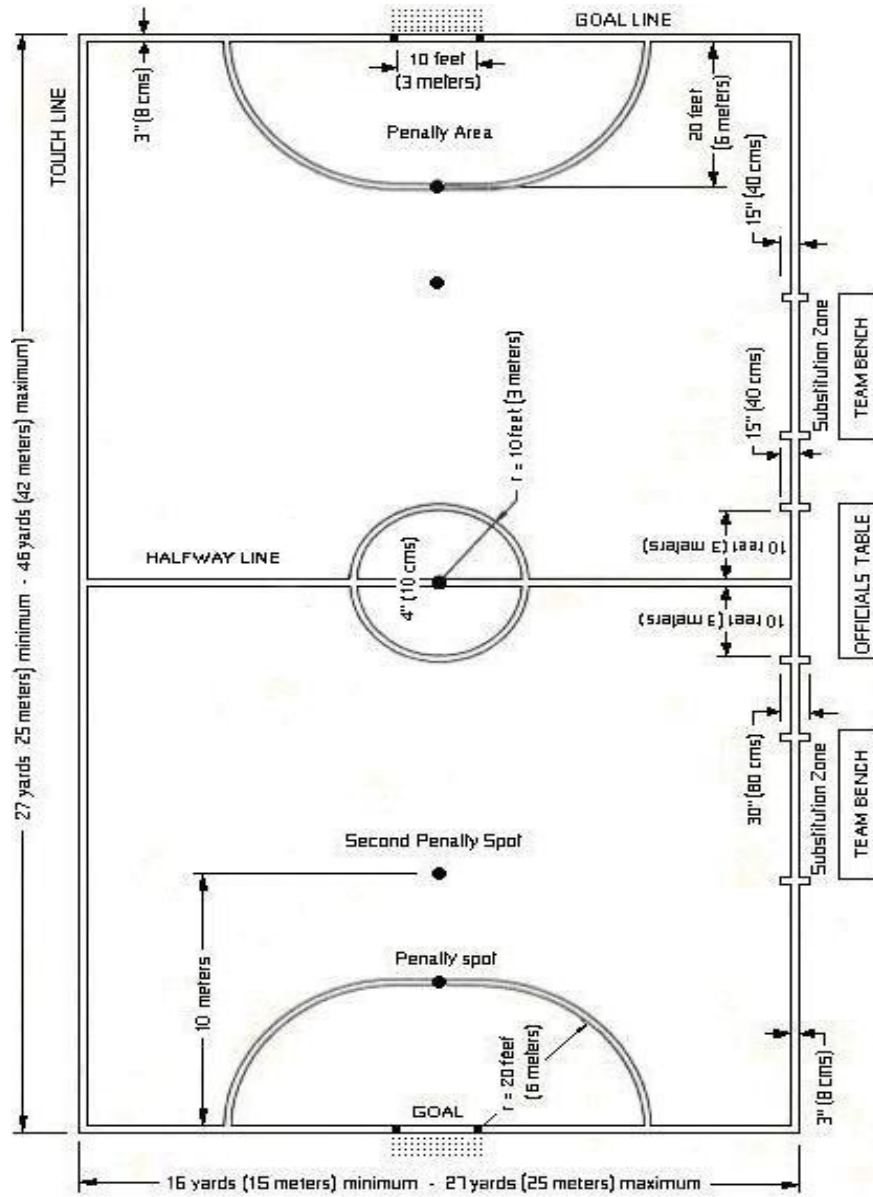 GOAL LINE
TOUCH LINE
3" (8 cms)
10 feet
(3 meters)
20 feet
(6 meters)
Penally Area
15" (40 cms)
27 yards 25 meters) minimum - 46 yards (42 meters) maximum)
r = 10 feet (3 meters)
15" (40 cms)
Substitution Zone
TEAM BENCH
HALFWAY LINE
4" (10 cms)
10 feet (3 meters)
10 feet (3 meters)
OFFICIALS TABLE
30" (80 cms)
Substitution Zone
TEAM BENCH
Second Penally Spot
10 meters
Penally spot
r = 20 feet
(6 meters)
GOAL
3" (8 cms)
16 yards (15 meters) minimum - 27 yards (25 meters) maximum